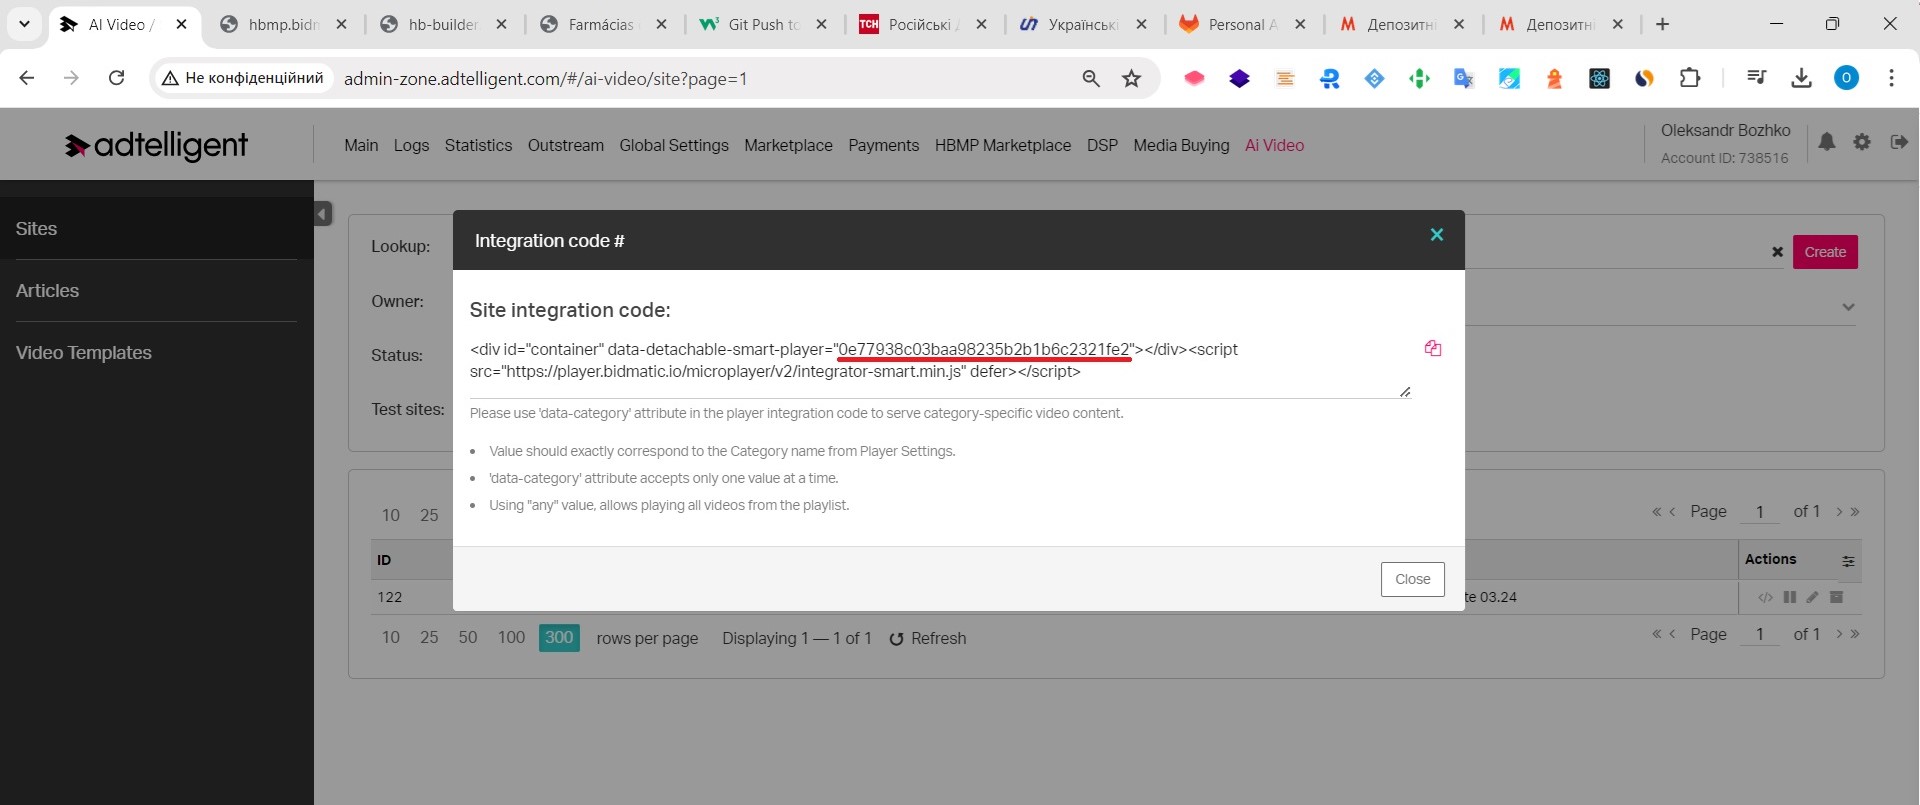 AI Video /
hbmp.bidm
hb-builder
Farmácias
Git Push to
ТСН
Російські
Українськ
Personal A
Депозитні
Депозитні
Не конфіденційний
admin-zone.adtelligent.com/#/ai-video/site?page=1
O
adtelligent
Main Logs Statistics Outstream Global Settings Marketplace Payments HBMP Marketplace DSP Media Buying Ai Video
Oleksandr Bozhko
Account ID: 738516
Sites
Articles
Video Templates
Lookup:
Create
Owner:
Status:
Test sites:
Integration code #
Site integration code:
<div id="container" data-detachable-smart-player="0e77938c03baa98235b2b1b6c2321fe2"></div><script
src="https://player.bidmatic.io/microplayer/v2/integrator-smart.min.js" defer></script>
Please use 'data-category' attribute in the player integration code to serve category-specific video content.
Value should exactly correspond to the Category name from Player Settings.
'data-category' attribute accepts only one value at a time.
Using "any" value, allows playing all videos from the playlist.
Close
10 25
« ‹ Page 1 of 1 › »
ID
Actions
122
te 03.24
10 25 50 100 300 rows per page Displaying 1 — 1 of 1 Refresh
« ‹ Page 1 of 1 › »